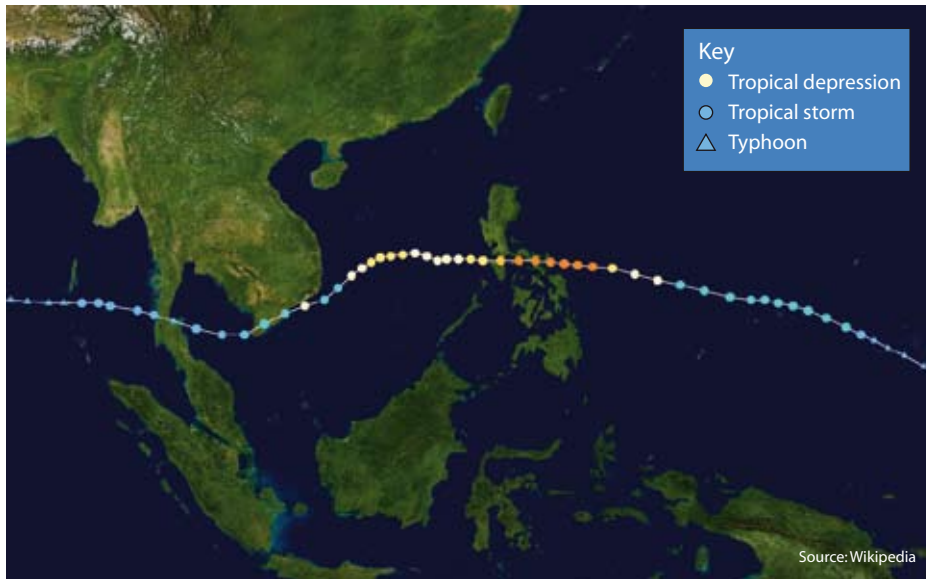 Key
Tropical depression
Tropical storm
Typhoon
Source: Wikipedia